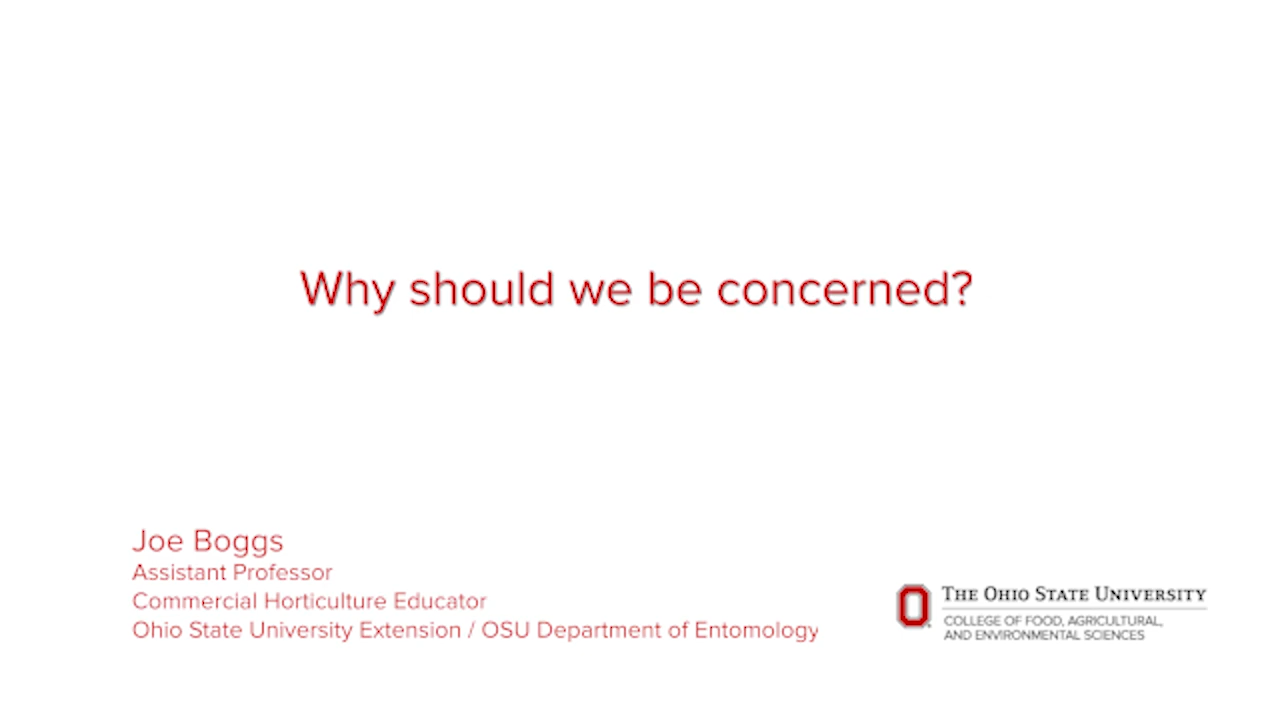 Why should we be concerned?
Joe Boggs
Assistant Professor
Commercial Horticulture Educator
Ohio State University Extension / OSU Department of Entomology
THE OHIO STATE UNIVERSITY
COLLEGE OF FOOD, AGRICULTURAL,
AND ENVIRONMENTAL SCIENCES